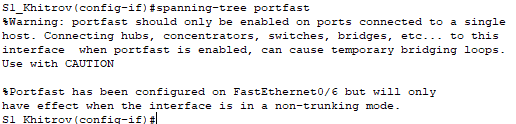 S1_Khitrov(config-if)#spanning-tree portfast
%Warning: portfast should only be enabled on ports connected to a single
host. Connecting hubs, concentrators, switches, bridges, etc... to this
interface  when portfast is enabled, can cause temporary bridging loops.
Use with CAUTION
%Portfast has been configured on FastEthernet0/6 but will only
have effect when the interface is in a non-trunking mode.
S1_Khitrov(config-if)#